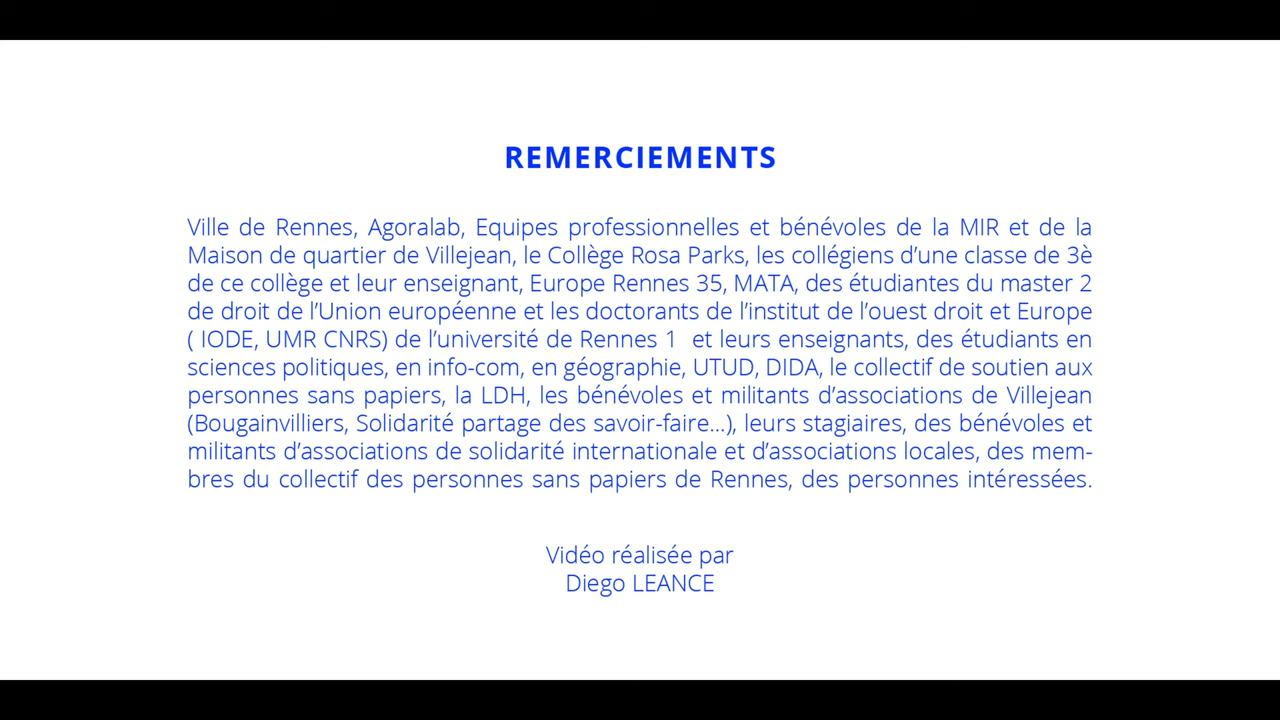 REMERCIEMENTS
Ville de Rennes, Agoralab, Equipes professionnelles et bénévoles de la MIR et de la
Maison de quartier de Villejean, le Collège Rosa Parks, les collégiens d’une classe de 3è
de ce collège et leur enseignant, Europe Rennes 35, MATA, des étudiantes du master 2
de droit de l’Union européenne et les doctorants de l’institut de l’ouest droit et Europe
( IODE, UMR CNRS) de l’université de Rennes 1  et leurs enseignants, des étudiants en
sciences politiques, en info-com, en géographie, UTUD, DIDA, le collectif de soutien aux
personnes sans papiers, la LDH, les bénévoles et militants d’associations de Villejean
(Bougainvilliers, Solidarité partage des savoir-faire...), leurs stagiaires, des bénévoles et
militants d’associations de solidarité internationale et d’associations locales, des mem-
bres du collectif des personnes sans papiers de Rennes, des personnes intéressées.
Vidéo réalisée par
Diego LEANCE